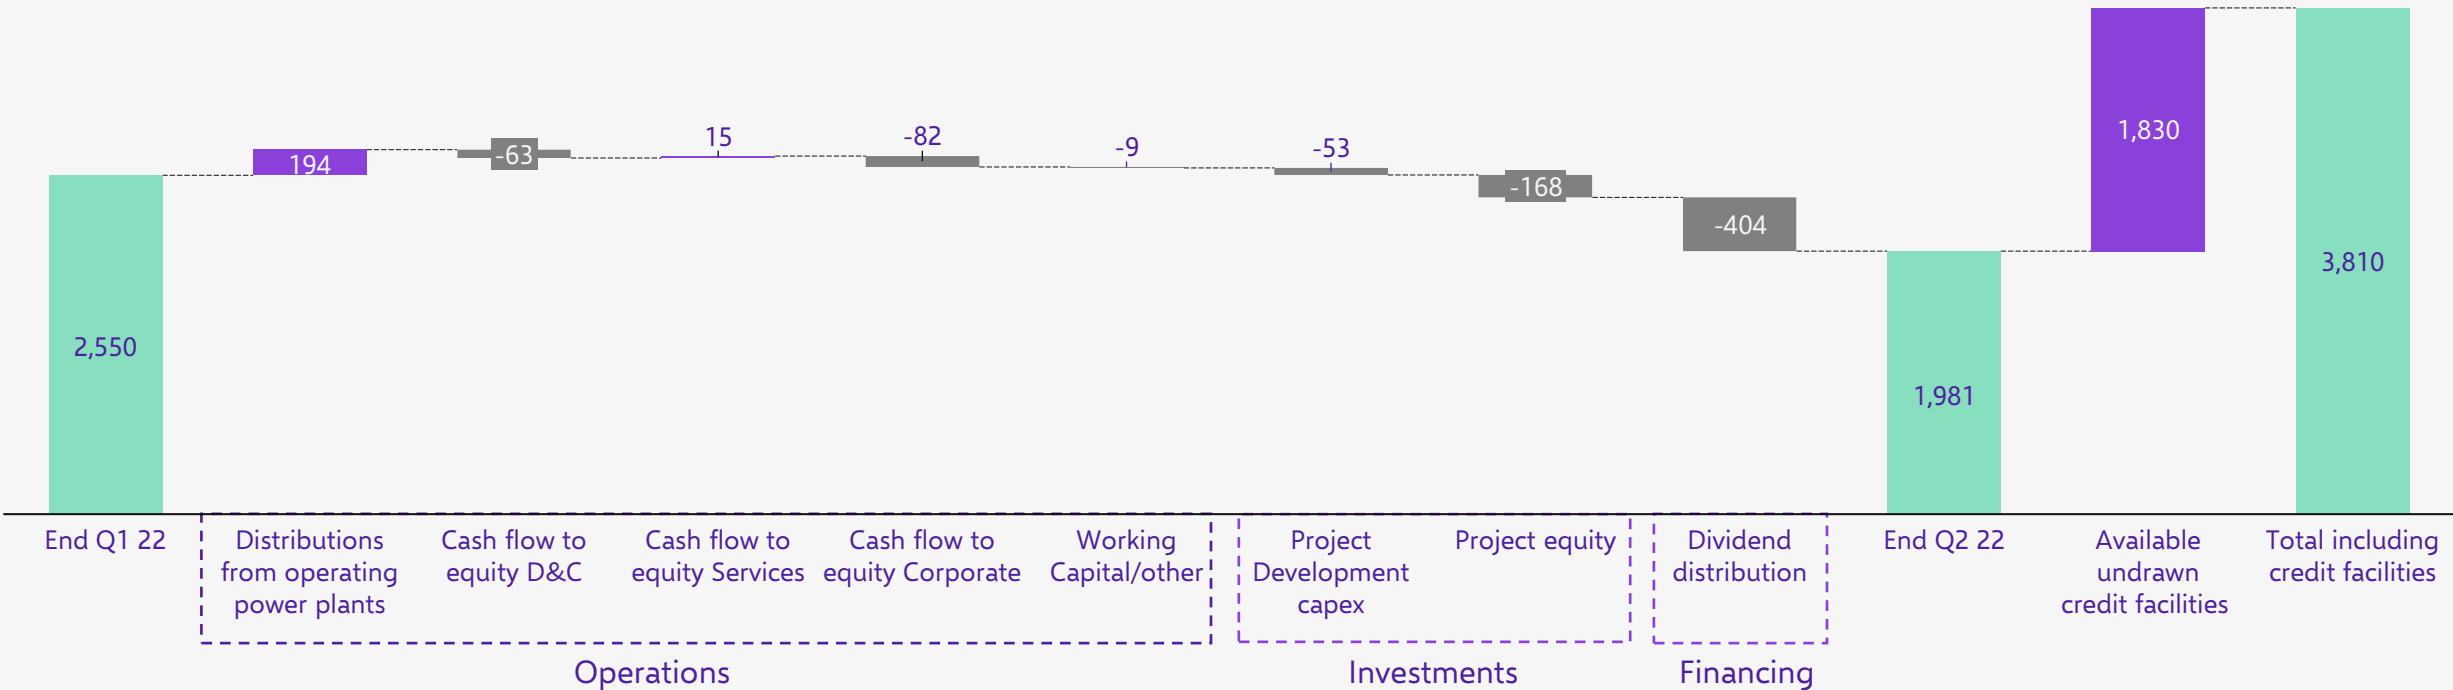 2,550
194
-63
15
-82
-9
-53
-168
-404
1,981
1,830
3,810
End Q1 22
Distributions
from operating
power plants
Cash flow to
equity D&C
Cash flow to
equity Services
Cash flow to
equity Corporate
Working
Capital/other
Project
Development
capex
Project equity
Dividend
distribution
End Q2 22
Available
undrawn
credit facilities
Total including
credit facilities
Operations
Investments
Financing